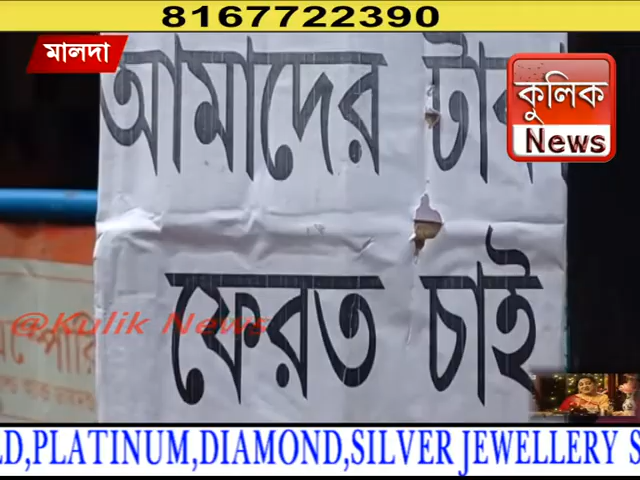 8167722390
মালদা
আমাদের
কুলিক
News
ফেরত চাই
@Kulik News
LD,PLATINUM,DIAMOND,SILVER JEWELLERY S